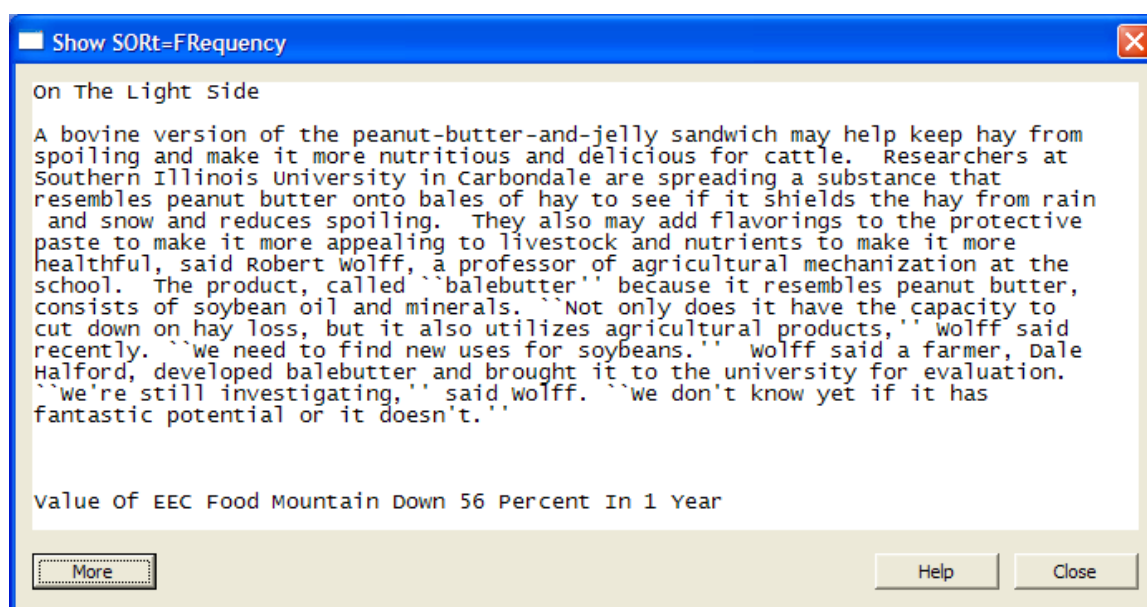 Show SORt=FRequency
On The Light Side
A bovine version of the peanut-butter-and-jelly sandwich may help keep hay from
spoiling and make it more nutritious and delicious for cattle.  Researchers at
Southern Illinois University in Carbondale are spreading a substance that
resembles peanut butter onto bales of hay to see if it shields the hay from rain
 and snow and reduces spoiling.  They also may add flavorings to the protective
paste to make it more appealing to livestock and nutrients to make it more
healthful, said Robert Wolff, a professor of agricultural mechanization at the
school.  The product, called ``balebutter'' because it resembles peanut butter,
consists of soybean oil and minerals. ``Not only does it have the capacity to
cut down on hay loss, but it also utilizes agricultural products,'' Wolff said
recently. ``We need to find new uses for soybeans.''  Wolff said a farmer, Dale
Halford, developed balebutter and brought it to the university for evaluation.
``We're still investigating,'' said Wolff. ``We don't know yet if it has
fantastic potential or it doesn't.''
Value Of EEC Food Mountain Down 56 Percent In 1 Year
More Help Close